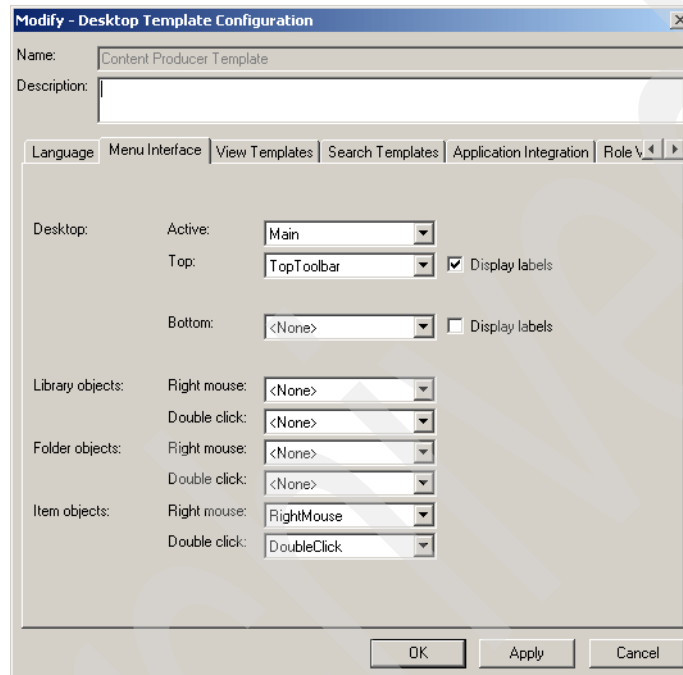 Modify - Desktop Template Configuration
Name: Content Producer Template
Description:
Language Menu Interface View Templates Search Templates Application Integration Role
Desktop: Active: Main
Top: TopToolbar Display labels
Bottom: <None> Display labels
Library objects: Right mouse: <None>
Double click: <None>
Folder objects: Right mouse: <None>
Double click: <None>
Item objects: Right mouse: RightMouse
Double click: DoubleClick
OK Apply Cancel